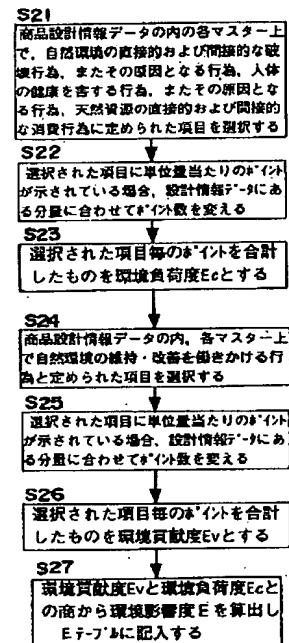 S21
商品設計情報データの内の各マスター上
で、自然環境の直接的および間接的な破
壊行為、またその原因となる行為、人体
の健康を害する行為、またその原因とな
る行為、天然資源の直接的および間接的
な消費行為に定められた項目を選択する
S22
選択された項目に単位量当たりのポイント
が示されている場合、設計情報データにあ
る分量に合わせてポイント数を変える
S23
選択された項目毎のポイントを合計
したものを環境負荷度Ecとする
S24
商品設計情報データの内、各マスター上
で自然環境の維持・改善を働きかける行
為と定められた項目を選択する
S25
選択された項目に単位量当たりのポイント
が示されている場合、設計情報データにあ
る分量に合わせてポイント数を変える
S26
選択された項目毎のポイントを合計
したものを環境貢献度Evとする
S27
環境貢献度Evと環境負荷度Ecと
の商から環境影響度Eを算出し
Eテーブルに記入する